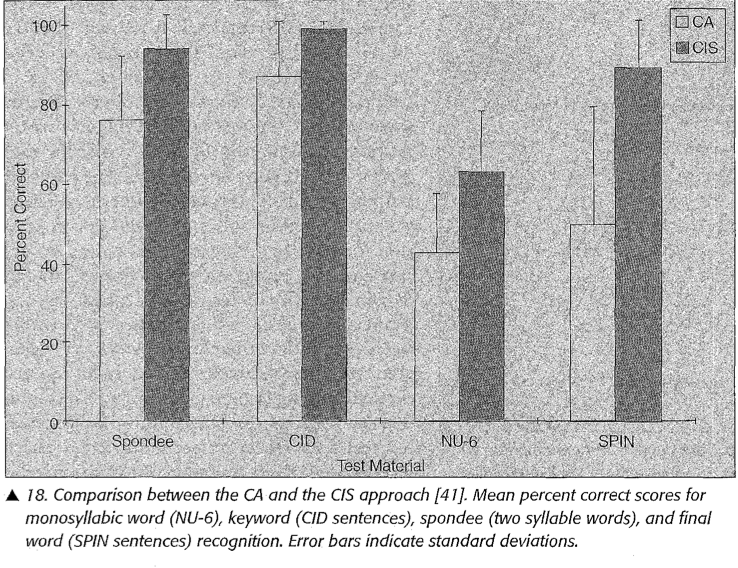 100
80
60
40
20
0
Percent Correct
CA
CIS
Spondee
CID
NU-6
SPIN
Test Material
▲ 18. Comparison between the CA and the CIS approach [41]. Mean percent correct scores for
monosyllabic word (NU-6), keyword (CID sentences), spondee (two syllable words), and final
word (SPIN sentences) recognition. Error bars indicate standard deviations.